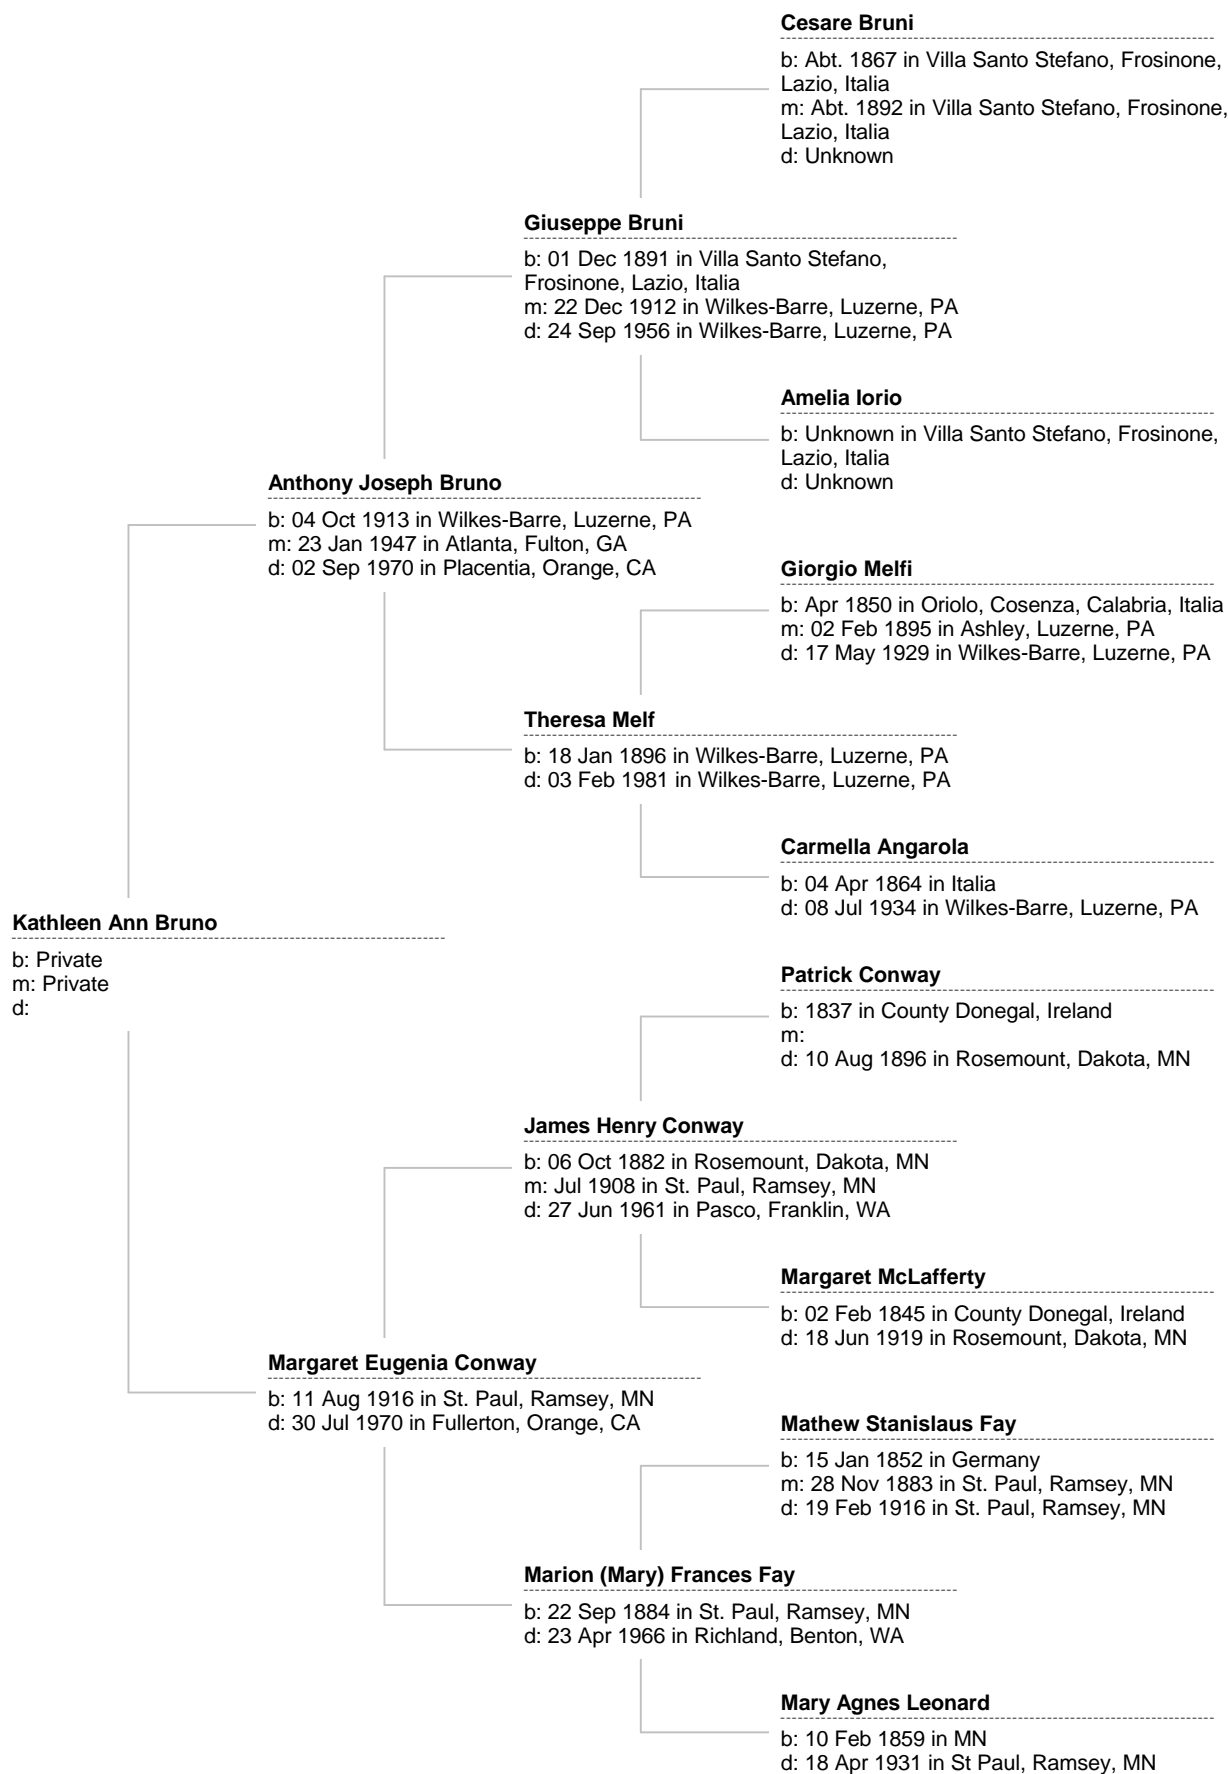 Cesare Bruni
b: Abt. 1867 in Villa Santo Stefano, Frosinone,
Lazio, Italia
m: Abt. 1892 in Villa Santo Stefano, Frosinone,
Lazio, Italia
d: Unknown
Giuseppe Bruni
b: 01 Dec 1891 in Villa Santo Stefano,
Frosinone, Lazio, Italia
m: 22 Dec 1912 in Wilkes-Barre, Luzerne, PA
d: 24 Sep 1956 in Wilkes-Barre, Luzerne, PA
Amelia Iorio
b: Unknown in Villa Santo Stefano, Frosinone,
Lazio, Italia
d: Unknown
Anthony Joseph Bruno
b: 04 Oct 1913 in Wilkes-Barre, Luzerne, PA
m: 23 Jan 1947 in Atlanta, Fulton, GA
d: 02 Sep 1970 in Placentia, Orange, CA
Giorgio Melfi
b: Apr 1850 in Oriolo, Cosenza, Calabria, Italia
m: 02 Feb 1895 in Ashley, Luzerne, PA
d: 17 May 1929 in Wilkes-Barre, Luzerne, PA
Theresa Melf
b: 18 Jan 1896 in Wilkes-Barre, Luzerne, PA
d: 03 Feb 1981 in Wilkes-Barre, Luzerne, PA
Carmella Angarola
b: 04 Apr 1864 in Italia
d: 08 Jul 1934 in Wilkes-Barre, Luzerne, PA
Kathleen Ann Bruno
b: Private
m: Private
d:
Patrick Conway
b: 1837 in County Donegal, Ireland
m:
d: 10 Aug 1896 in Rosemount, Dakota, MN
James Henry Conway
b: 06 Oct 1882 in Rosemount, Dakota, MN
m: Jul 1908 in St. Paul, Ramsey, MN
d: 27 Jun 1961 in Pasco, Franklin, WA
Margaret McLafferty
b: 02 Feb 1845 in County Donegal, Ireland
d: 18 Jun 1919 in Rosemount, Dakota, MN
Margaret Eugenia Conway
b: 11 Aug 1916 in St. Paul, Ramsey, MN
d: 30 Jul 1970 in Fullerton, Orange, CA
Mathew Stanislaus Fay
b: 15 Jan 1852 in Germany
m: 28 Nov 1883 in St. Paul, Ramsey, MN
d: 19 Feb 1916 in St. Paul, Ramsey, MN
Marion (Mary) Frances Fay
b: 22 Sep 1884 in St. Paul, Ramsey, MN
d: 23 Apr 1966 in Richland, Benton, WA
Mary Agnes Leonard
b: 10 Feb 1859 in MN
d: 18 Apr 1931 in St Paul, Ramsey, MN